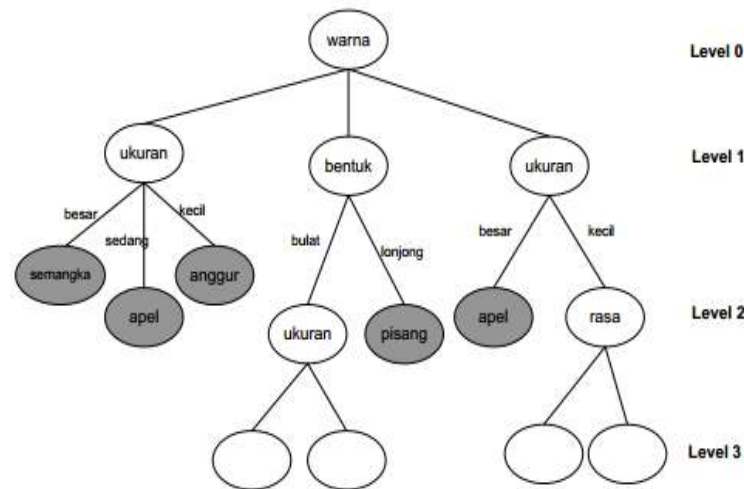 warna
Level 0
ukuran
bentuk
ukuran
Level 1
besar
sedang
kecil
bulat
lonjong
besar
kecil
semangka
anggur
apel
ukuran
pisang
apel
rasa
Level 2
Level 3